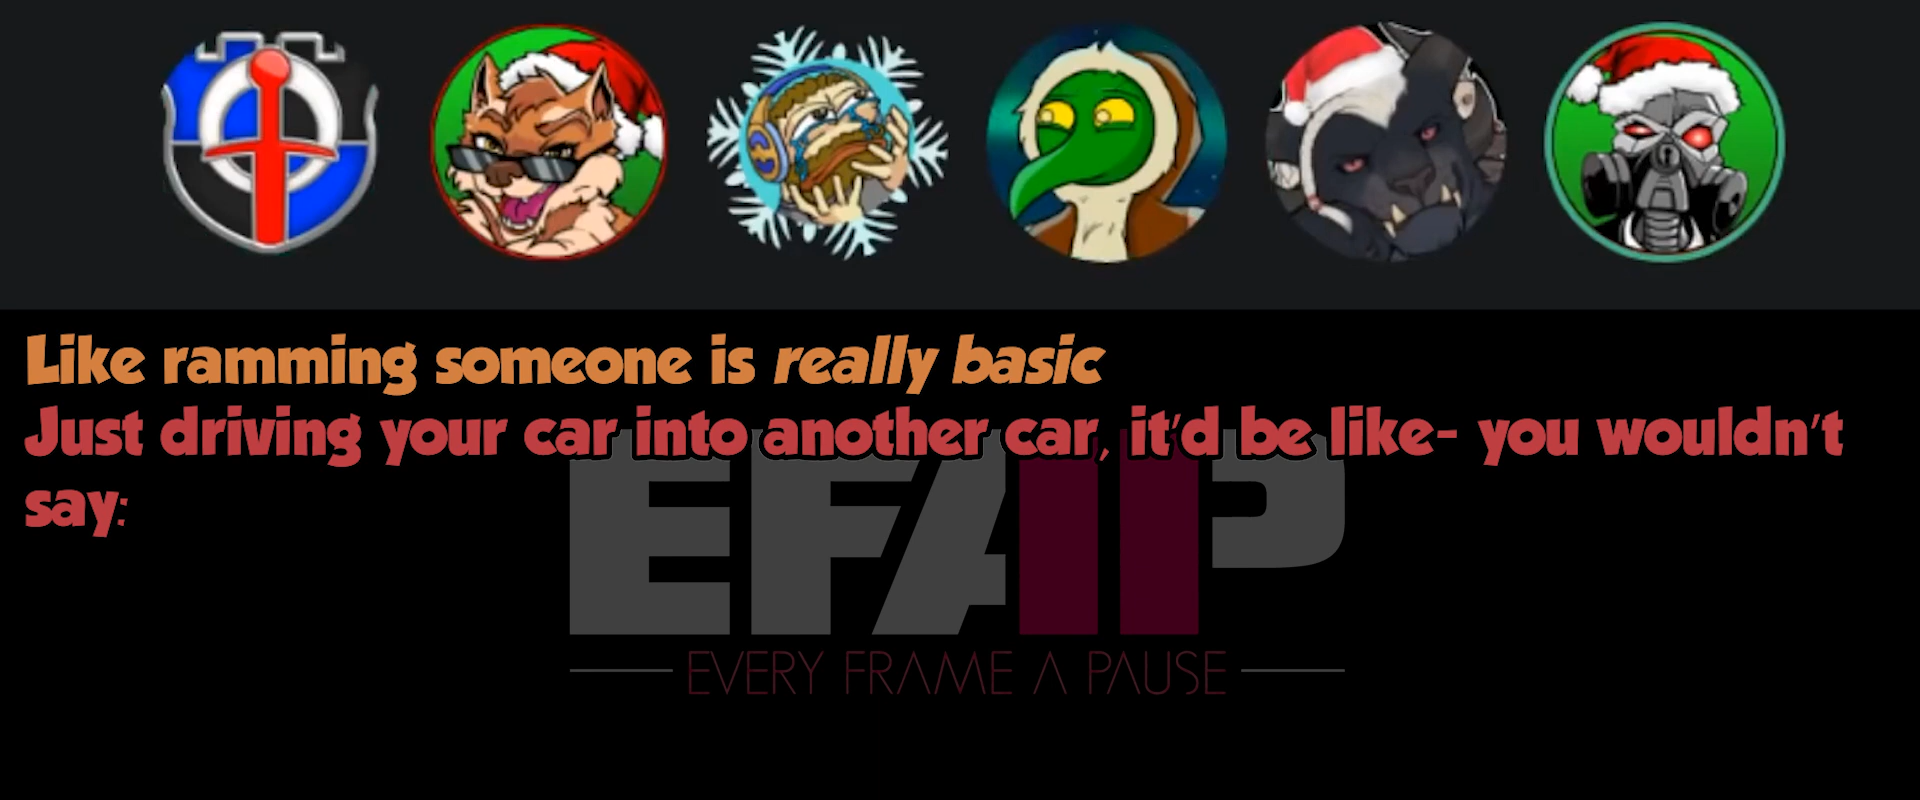 Like ramming someone is really basic
Just driving your car into another car, it'd be like- you wouldn't
say:
EFAP
EVERY FRAME A PAUSE